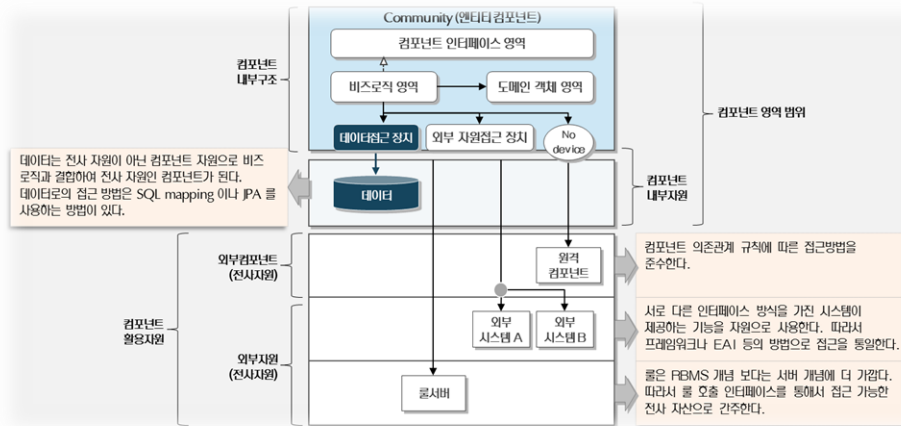 Community (엔티티 컴포넌트)
컴포넌트 인터페이스 영역
컴포넌트
내부구조
비즈로직 영역
도메인 객체 영역
컴포넌트 영역 범위
데이터접근 장치
외부 자원접근 장치
No
device
데이터는 전사 자원이 아닌 컴포넌트 자원으로 비즈
로직과 결합하여 전사 자원인 컴포넌트가 된다.
데이터로의 접근 방법은 SQL mapping 이나 JPA 를
사용하는 방법이 있다.
데이터
컴포넌트
내부자원
외부컴포넌트
(전사자원)
원격
컴포넌트
컴포넌트 의존관계 규칙에 따른 접근방법을
준수한다.
컴포넌트
활용자원
외부
시스템 A
외부
시스템 B
서로 다른 인터페이스 방식을 가진 시스템이
제공하는 기능을 자원으로 사용한다. 따라서
프레임워크나 EAI 등의 방법으로 접근을 통일한다.
외부자원
(전사자원)
룰서버
룰은 RBMS 개념 보다는 서버 개념에 더 가깝다.
따라서 룰 호출 인터페이스를 통해서 접근 가능한
전사 자산으로 간주한다.